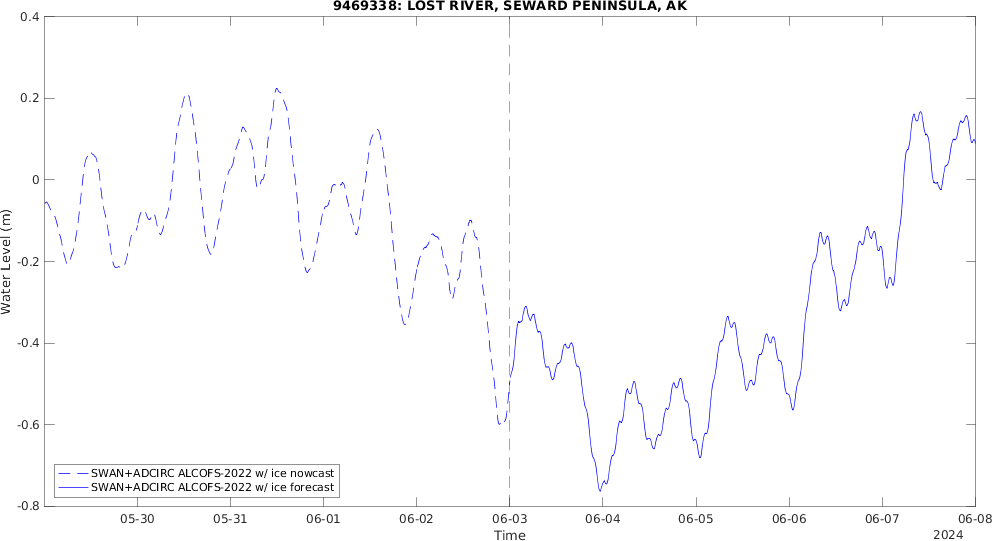 9469338: LOST RIVER, SEWARD PENINSULA, AK
0.4
0.2
0
-0.2
-0.4
-0.6
-0.8
Water Level (m)
SWAN+ADCIRC ALCOFS-2022 w/ ice nowcast
SWAN+ADCIRC ALCOFS-2022 w/ ice forecast
05-30 05-31 06-01 06-02 06-03 06-04 06-05 06-06 06-07 06-08
Time
2024